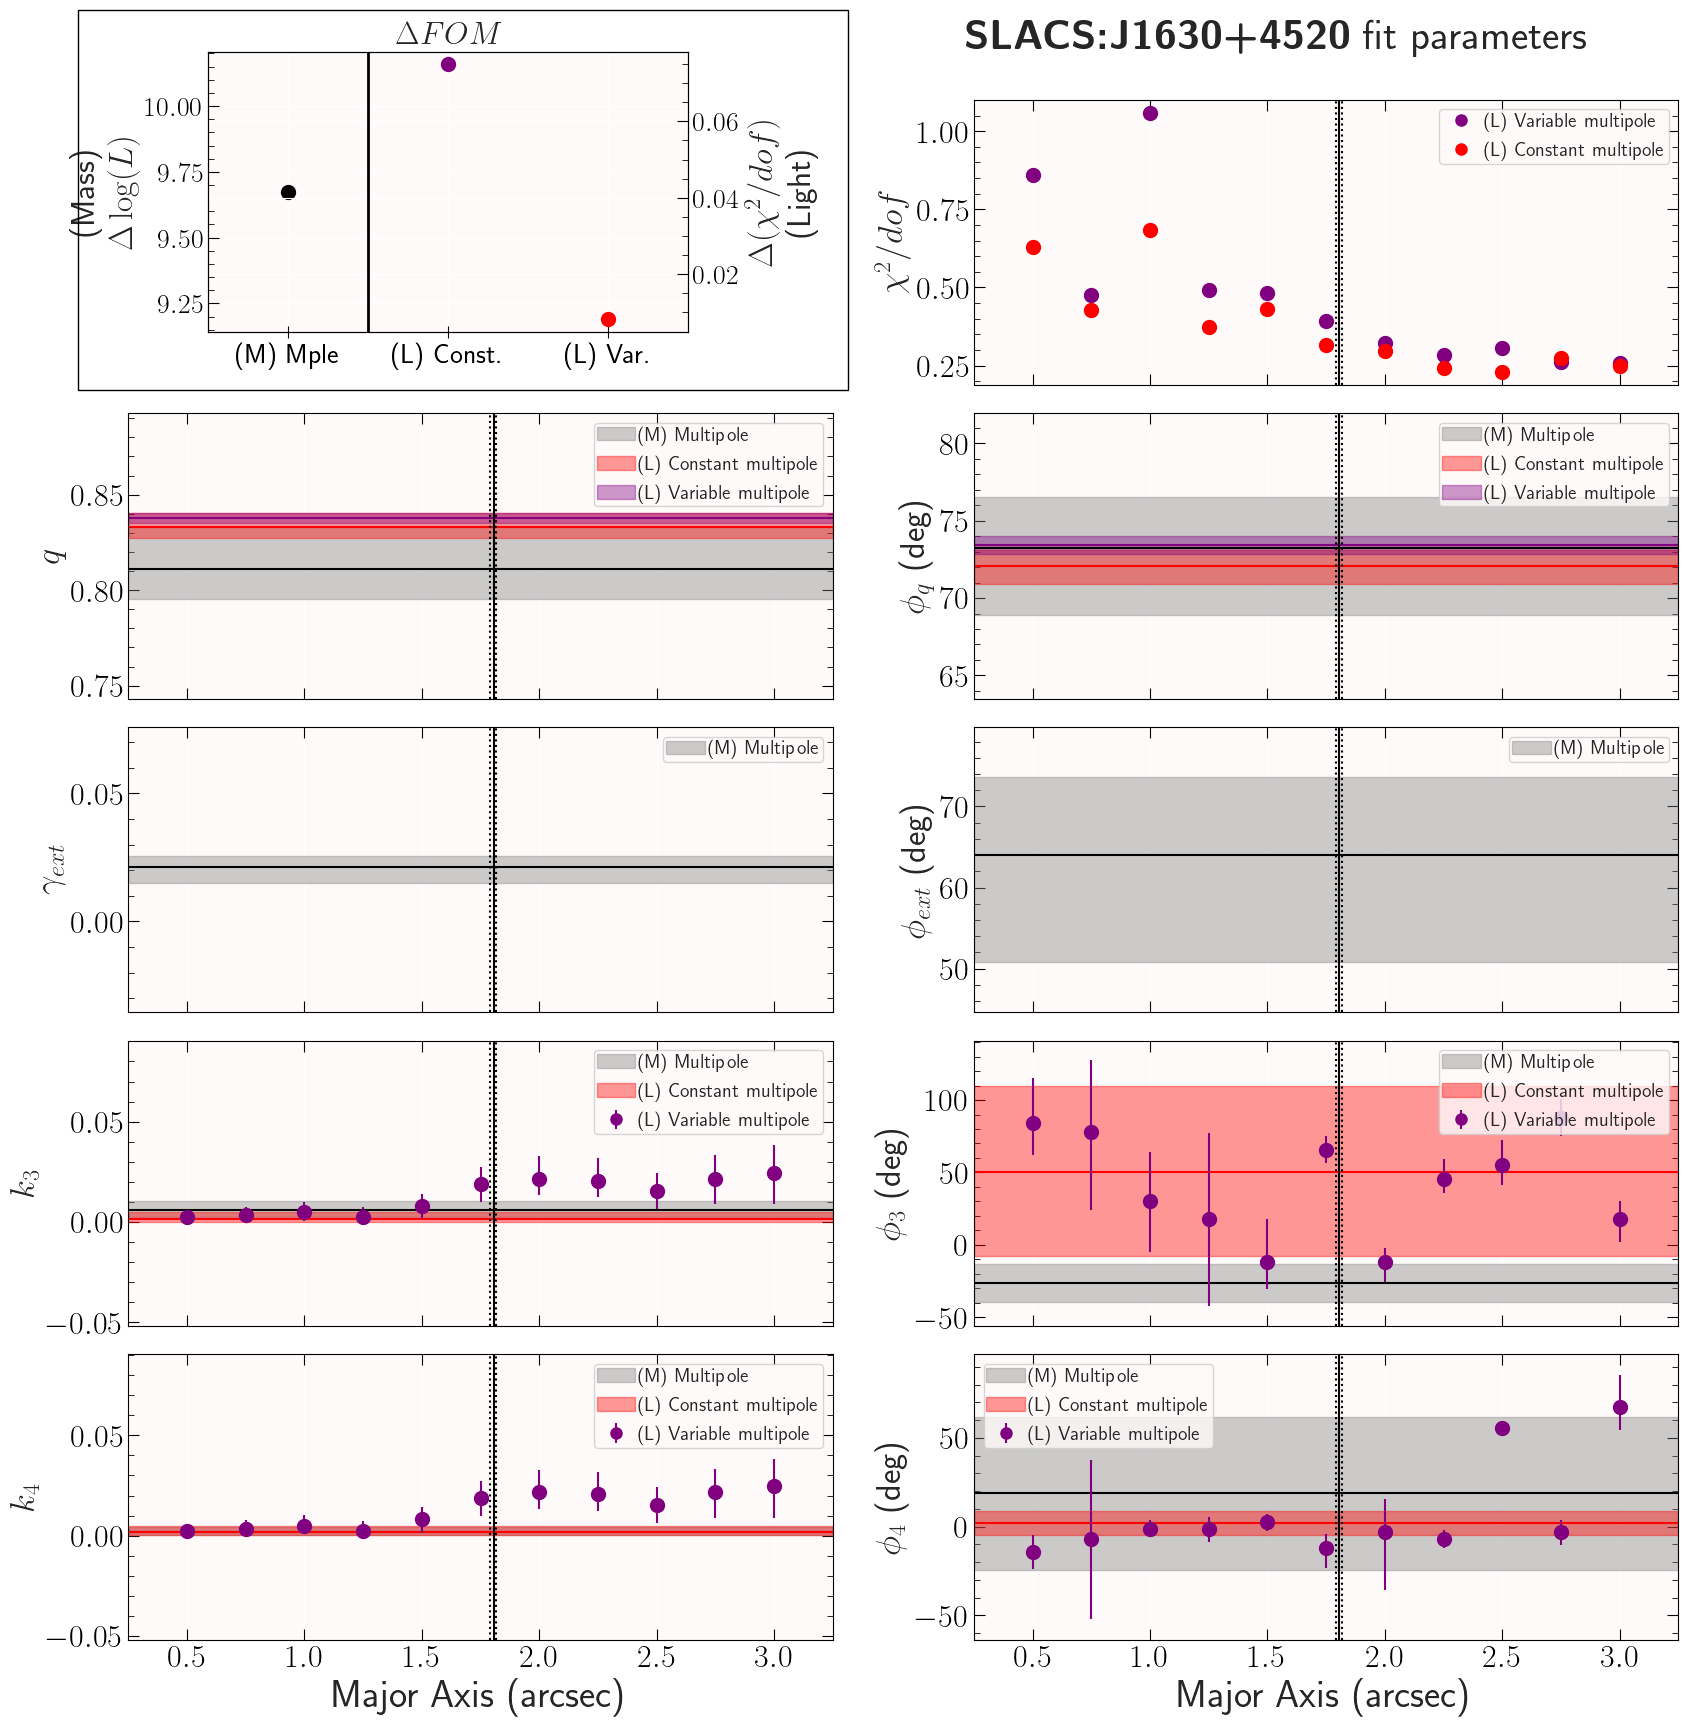 ΔFOM
SLACS:J1630+4520 fit parameters
(Mass)
Δ log(L)
10.00
9.75
9.50
9.25
0.06
0.04
0.02
Δ(χ²/dof)
(Light)
(M) Mple
(L) Const.
(L) Var.
χ²/dof
1.00
0.75
0.50
0.25
(L) Variable multipole
(L) Constant multipole
q
0.85
0.80
0.75
(M) Multipole
(L) Constant multipole
(L) Variable multipole
ϕ_q (deg)
80
75
70
65
(M) Multipole
(L) Constant multipole
(L) Variable multipole
γ_ext
0.05
0.00
(M) Multipole
ϕ_ext (deg)
70
60
50
(M) Multipole
k_3
0.05
0.00
−0.05
(M) Multipole
(L) Constant multipole
(L) Variable multipole
ϕ_3 (deg)
100
50
0
−50
(M) Multipole
(L) Constant multipole
(L) Variable multipole
k_4
0.05
0.00
−0.05
(M) Multipole
(L) Constant multipole
(L) Variable multipole
0.5 1.0 1.5 2.0 2.5 3.0
Major Axis (arcsec)
ϕ_4 (deg)
50
0
−50
(M) Multipole
(L) Constant multipole
(L) Variable multipole
0.5 1.0 1.5 2.0 2.5 3.0
Major Axis (arcsec)